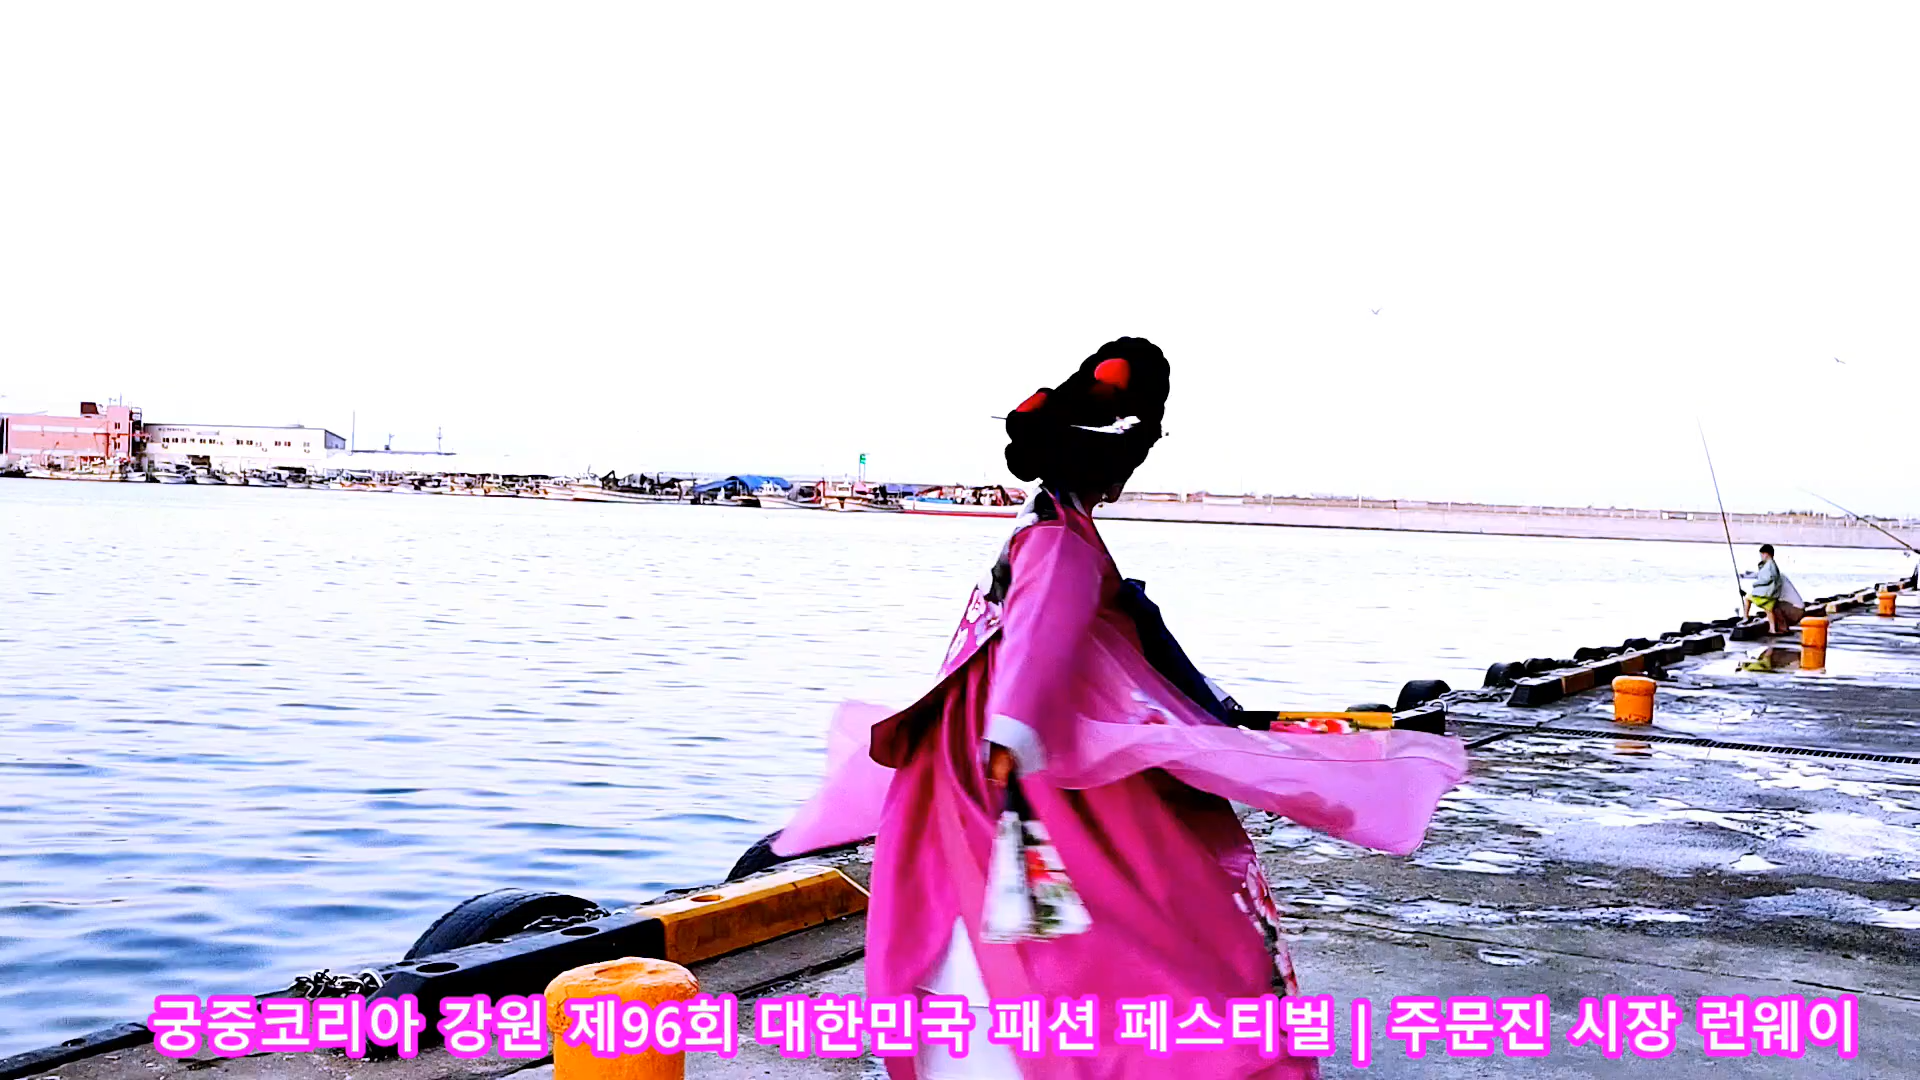 궁중코리아 강원 제96회 대한민국 패션 페스티벌 | 주문진 시장 런웨이